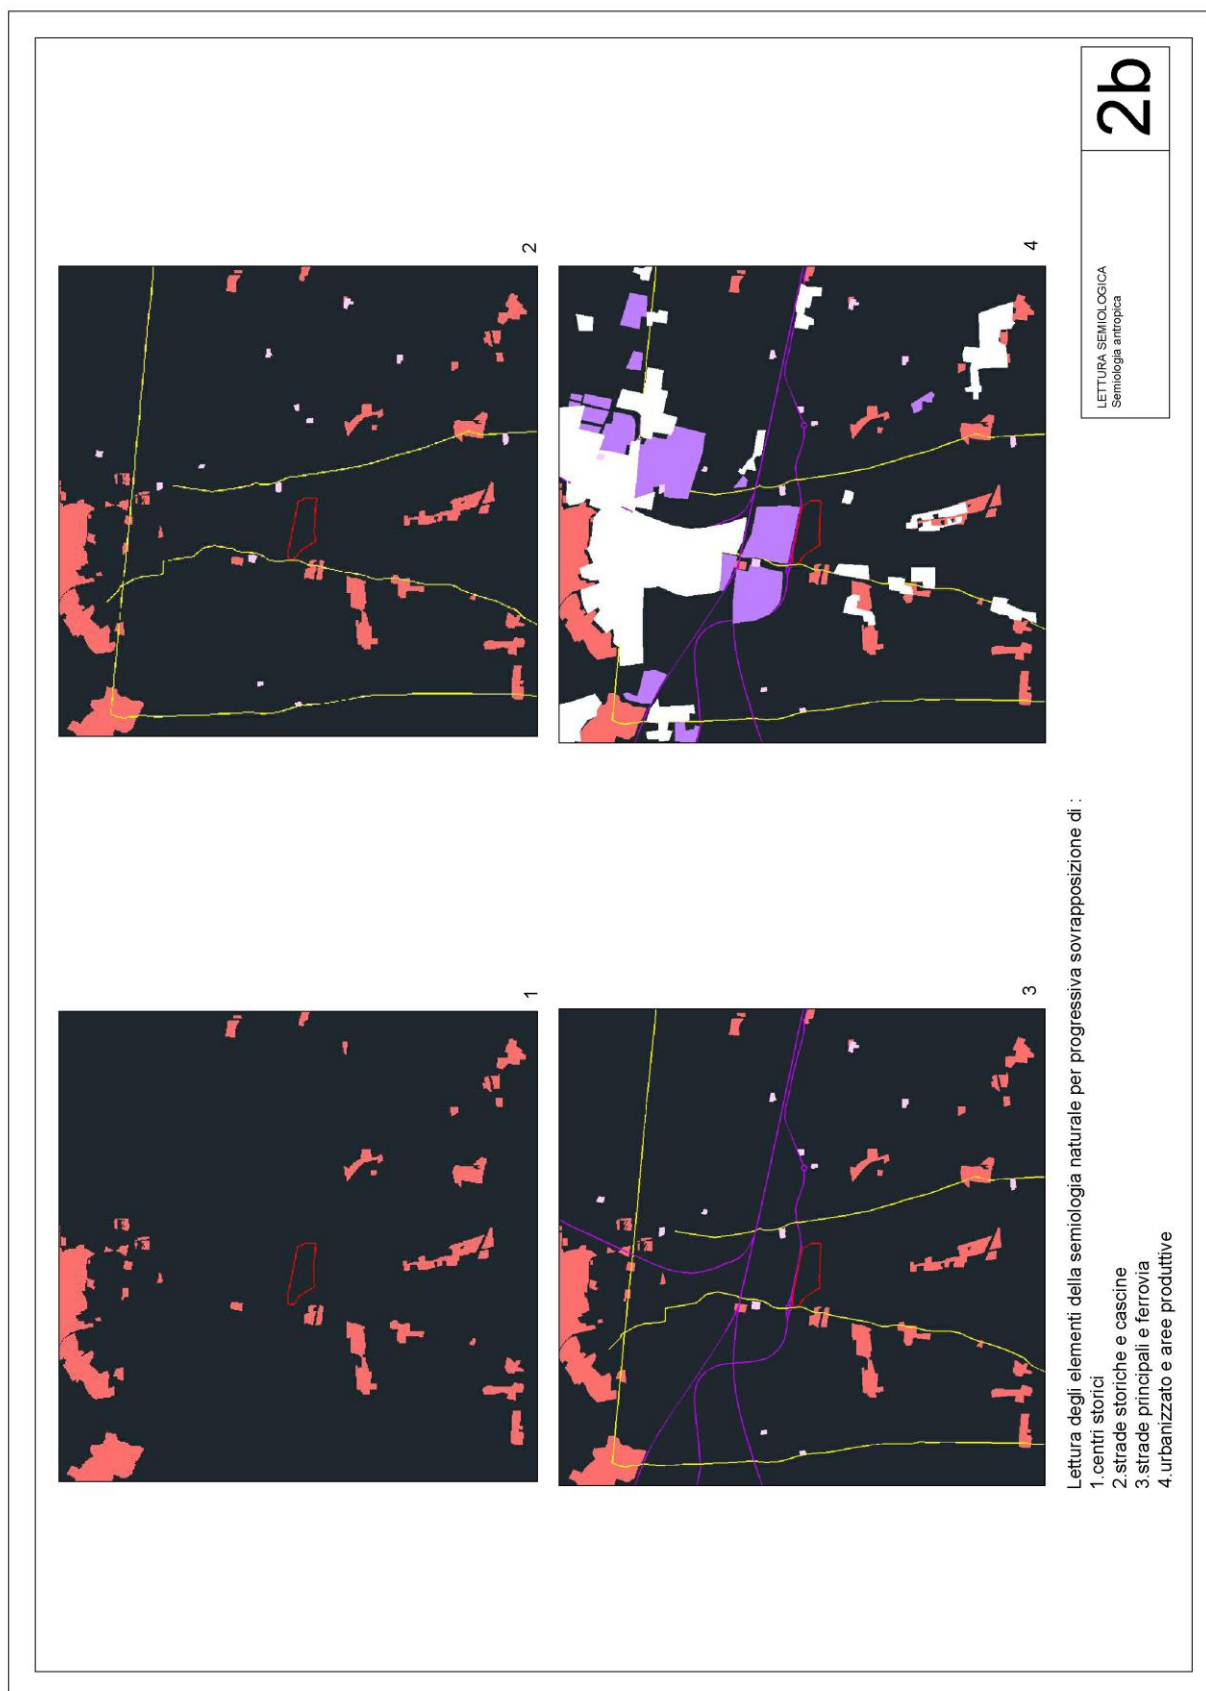 1
2
3
4
Lettura degli elementi della semiologia naturale per progressiva sovrapposizione di :
1.centri storici
2.strade storiche e cascine
3.strade principali e ferrovia
4.urbanizzato e aree produttive
LETTURA SEMIOLOGICA
Semiologia antropica
2b